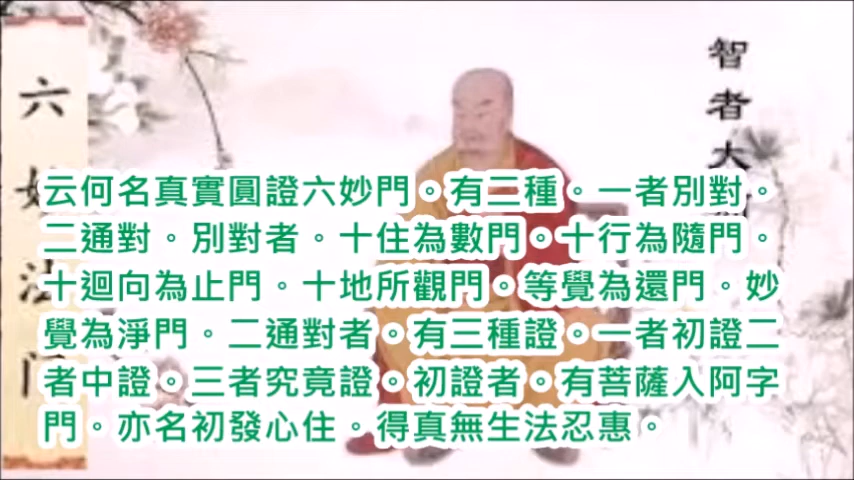 云何名真實圓證六妙門。有二種。一者別對。
二通對。別對者。十住為數門。十行為隨門。
十迴向為止門。十地所觀門。等覺為還門。妙
覺為淨門。二通對者。有三種證。一者初證二
者中證。三者究竟證。初證者。有菩薩入阿字
門。亦名初發心住。得真無生法忍惠。
智者大
六
法門